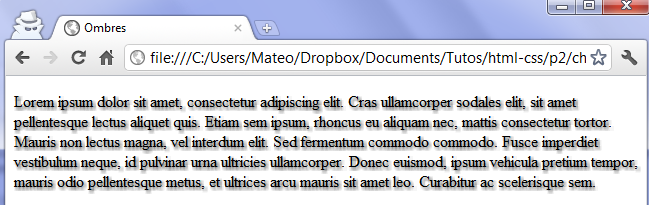 Ombres
file:///C:/Users/Mateo/Dropbox/Documents/Tutos/html-css/p2/ch
Lorem ipsum dolor sit amet, consectetur adipiscing elit. Cras ullamcorper sodales elit, sit amet
pellentesque lectus aliquet quis. Etiam sem ipsum, rhoncus eu aliquam nec, mattis consectetur tortor.
Mauris non lectus magna, vel interdum elit. Sed fermentum commodo commodo. Fusce imperdiet
vestibulum neque, id pulvinar urna ultricies ullamcorper. Donec euismod, ipsum vehicula pretium tempor,
mauris odio pellentesque metus, et ultrices arcu mauris sit amet leo. Curabitur ac scelerisque sem.